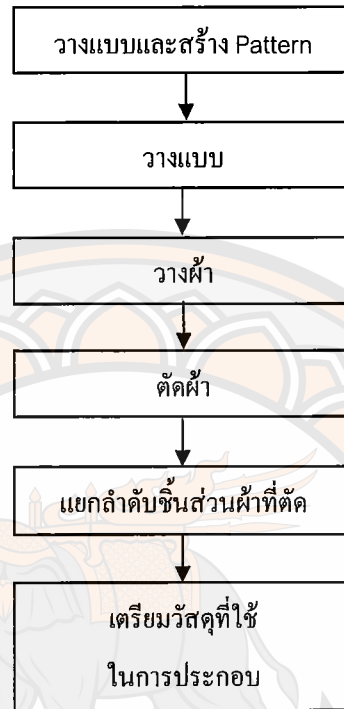 วางแบบและสร้าง Pattern
วางแบบ
วางผ้า
ตัดผ้า
แยกลำดับชิ้นส่วนผ้าที่ตัด
เตรียมวัสดุที่ใช้
ในการประกอบ